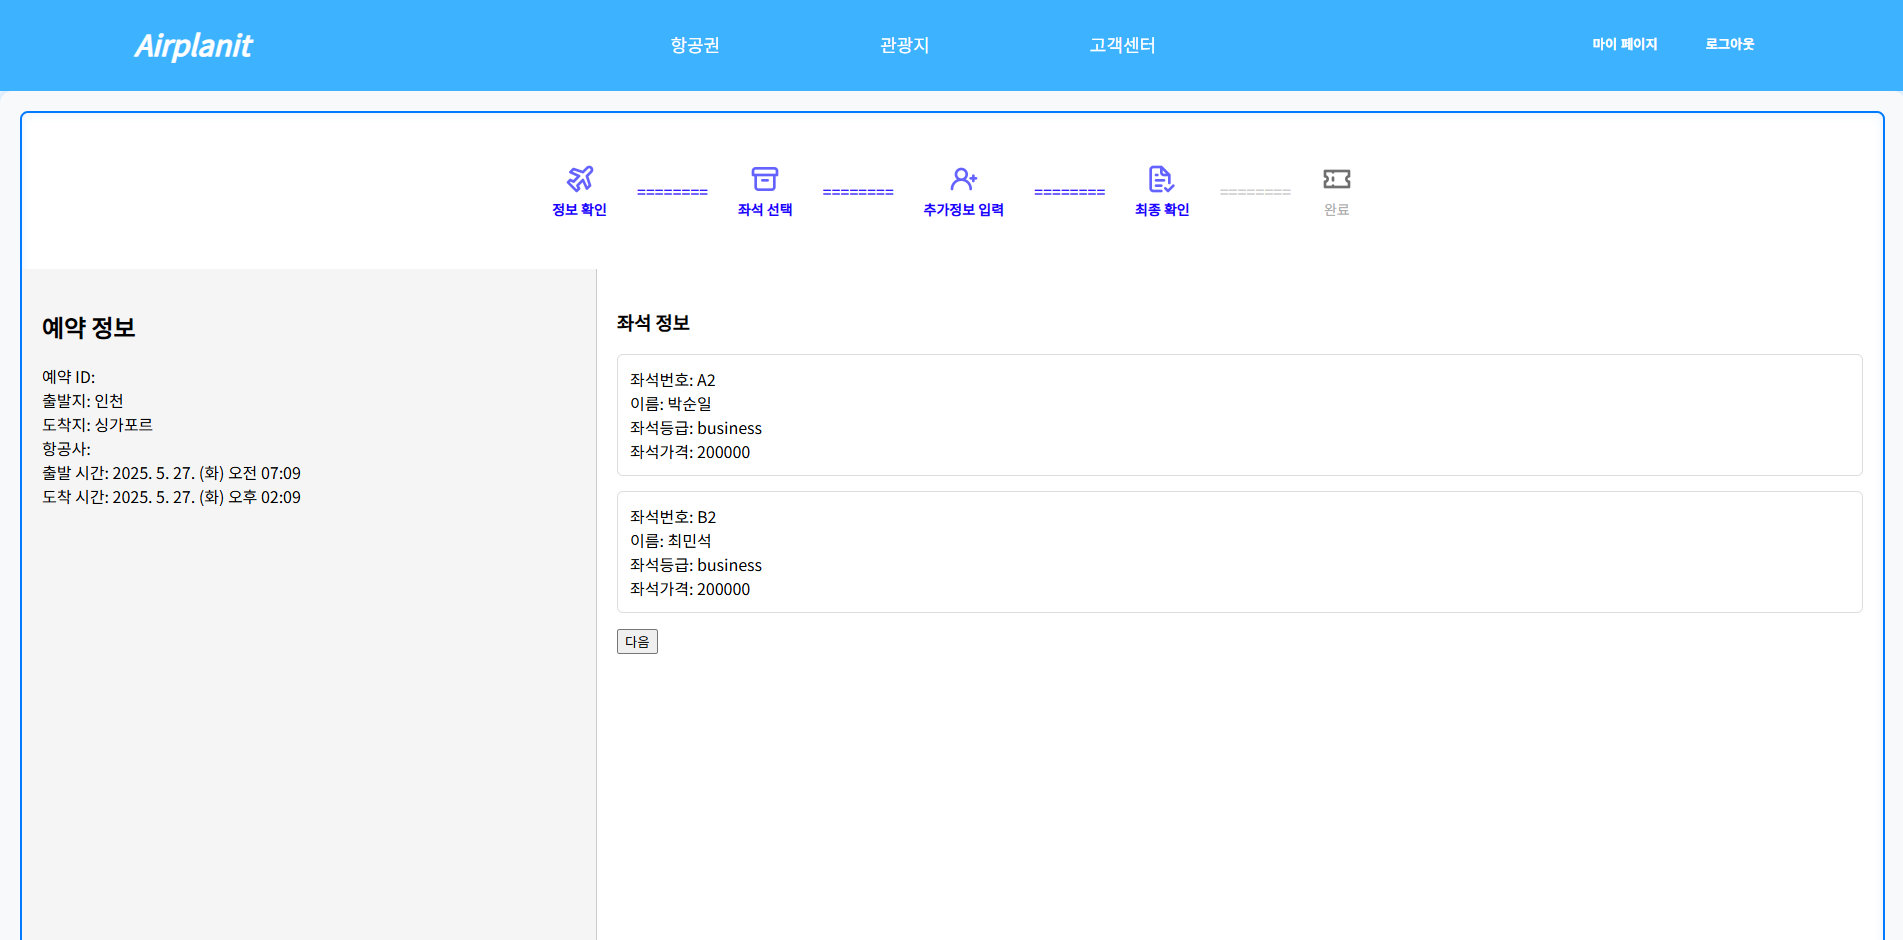 Airplanit
항공권
관광지
고객센터
마이 페이지
로그아웃
정보 확인
========
좌석 선택
========
추가정보 입력
========
최종 확인
========
완료
예약 정보
예약 ID:
출발지: 인천
도착지: 싱가포르
항공사:
출발 시간: 2025. 5. 27. (화) 오전 07:09
도착 시간: 2025. 5. 27. (화) 오후 02:09
좌석 정보
좌석번호: A2
이름: 박순일
좌석등급: business
좌석가격: 200000
좌석번호: B2
이름: 최민석
좌석등급: business
좌석가격: 200000
다음